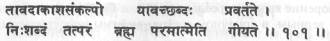 तावदाकाशसंकल्पो यावच्छब्दः प्रवर्तते ।
निःशब्दं तत्परं ब्रह्म परमात्मेति गीयते ।। १०१ ।।